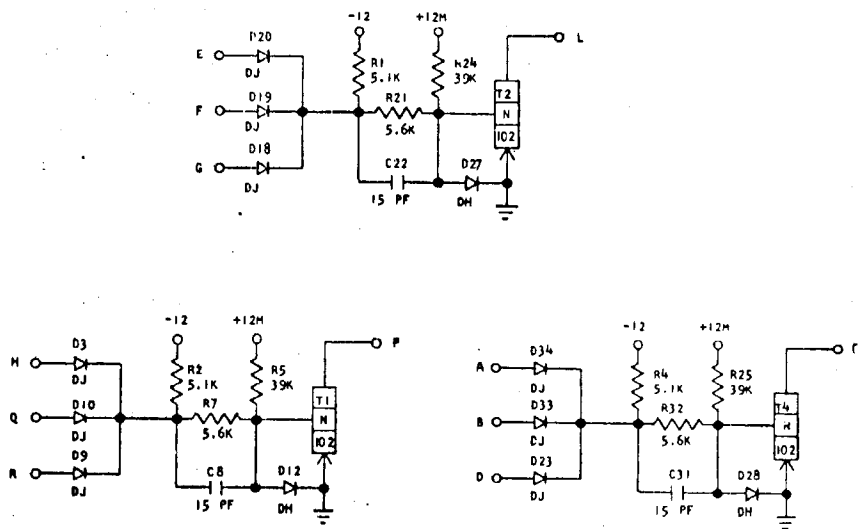 -12 +12M
D20 L
E
DJ R1 R24
5.1K 39K
D19 R21 T2
F N
DJ 5.6K 102
D18
G C22 D27
DJ
15 PF DH
-12 +12M
D3 P
H
DJ R2 R5
5.1K 39K
D10 R7 T1
Q N
DJ 5.6K 102
D9
R C8 D12
DJ
15 PF DH
-12 +12M
D34
A
DJ R4 R25
5.1K 39K
D33 R32 T4
B N
DJ 5.6K 102
D23
D C31 D28
DJ
15 PF DH